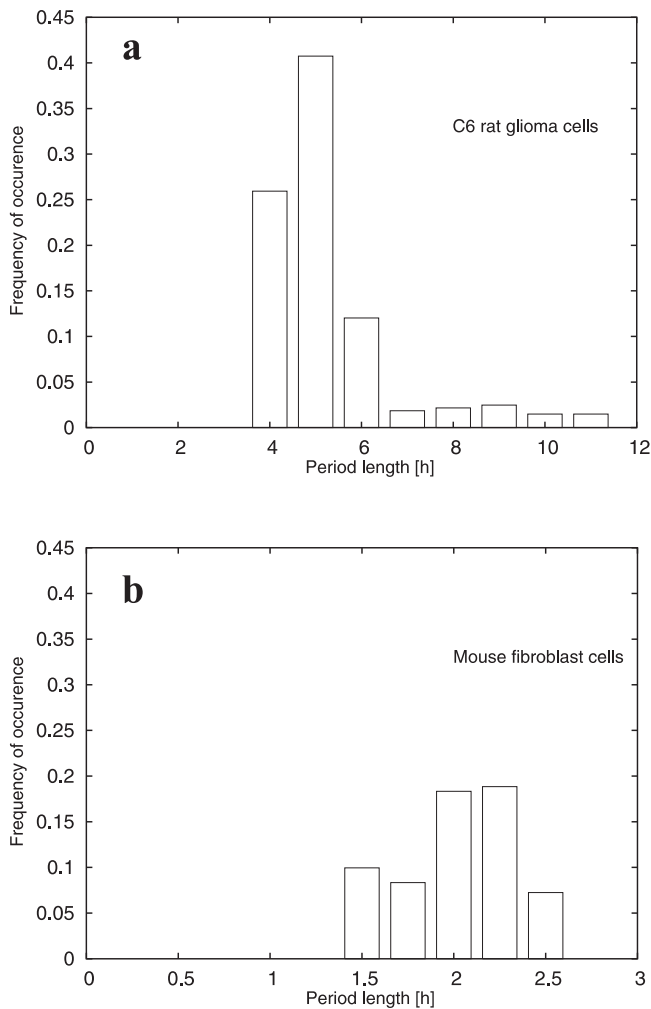 0.45
a
0.4
0.35
C6 rat glioma cells
0.3
0.25
0.2
0.15
0.1
0.05
0
Frequency of occurence
0 2 4 6 8 10 12
Period length [h]
0.45
b
0.4
0.35
Mouse fibroblast cells
0.3
0.25
0.2
0.15
0.1
0.05
0
Frequency of occurence
0 0.5 1 1.5 2 2.5 3
Period length [h]